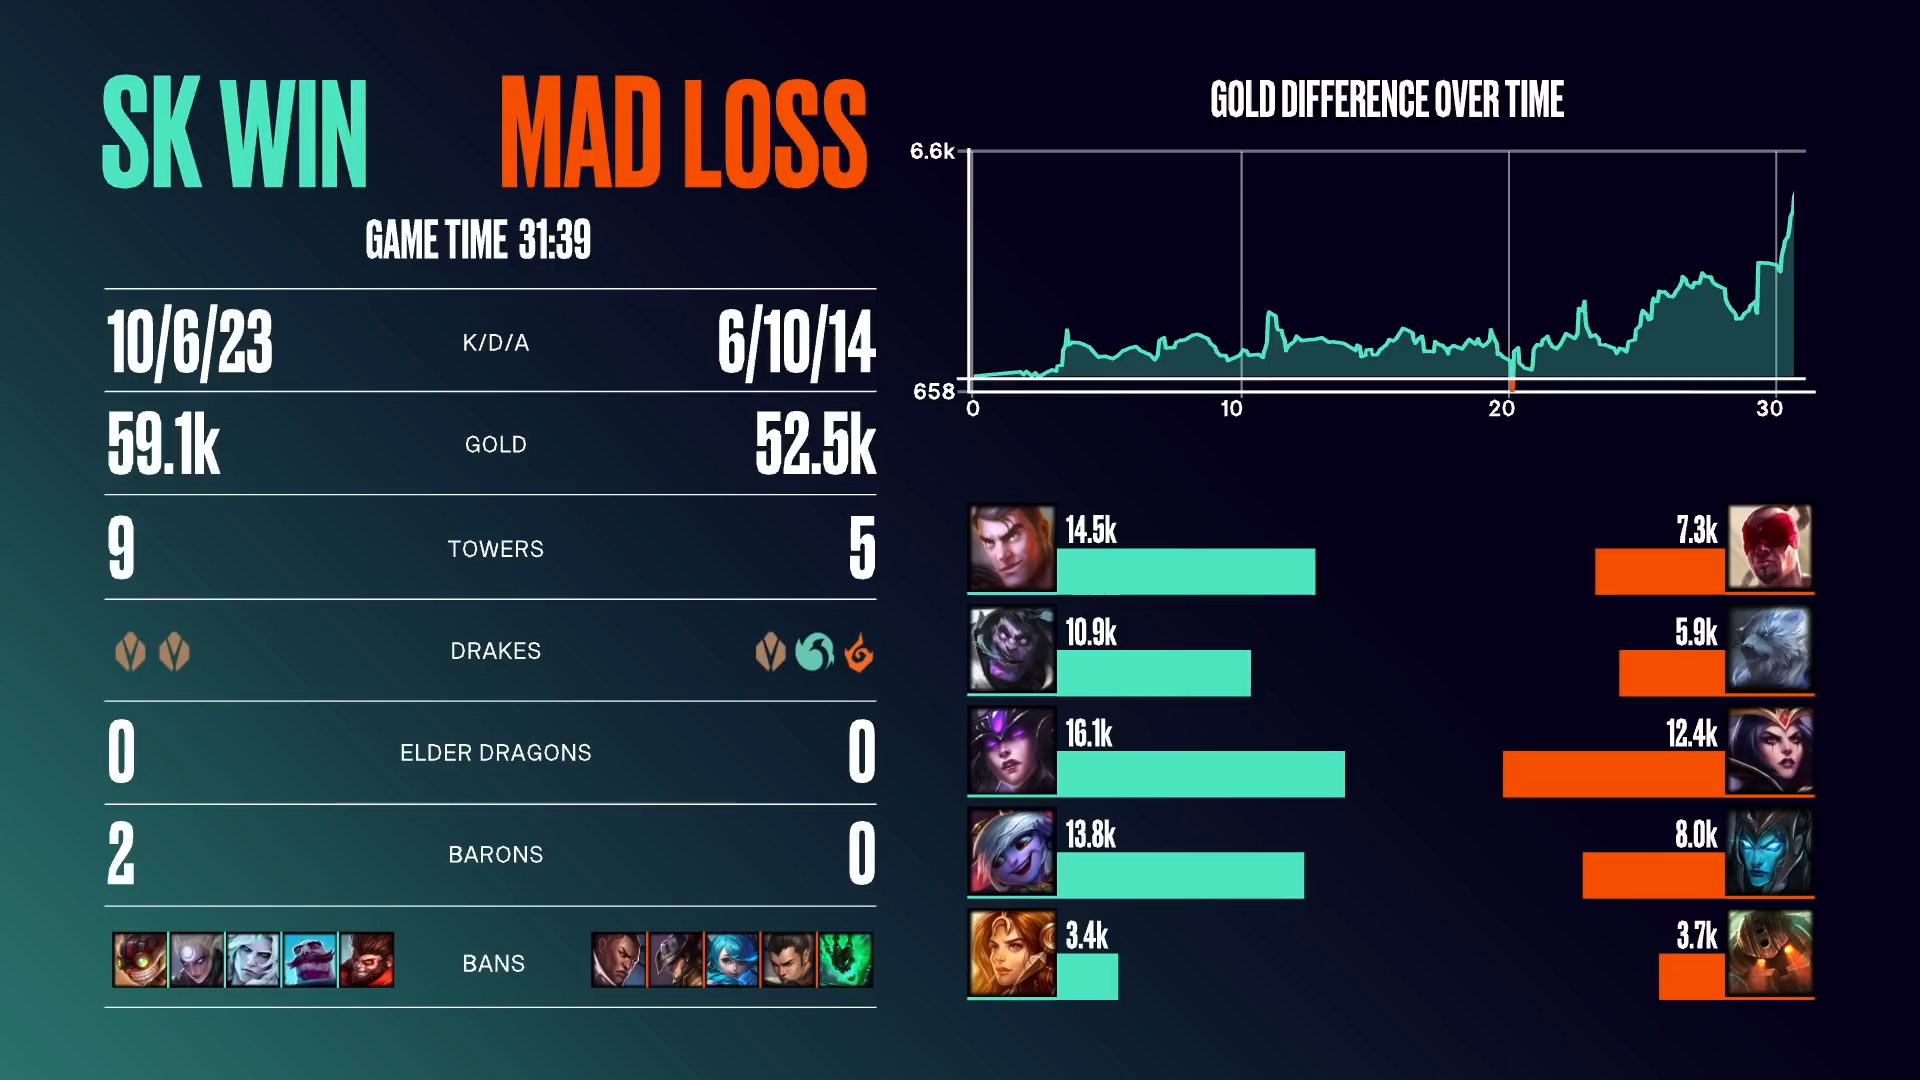 SK WIN
MAD LOSS
GAME TIME 31:39
10/6/23 K/D/A 6/10/14
59.1k GOLD 52.5k
9 TOWERS 5
DRAKES
0 ELDER DRAGONS 0
2 BARONS 0
BANS
GOLD DIFFERENCE OVER TIME
6.6k
658
0 10 20 30
14.5k 7.3k
10.9k 5.9k
16.1k 12.4k
13.8k 8.0k
3.4k 3.7k